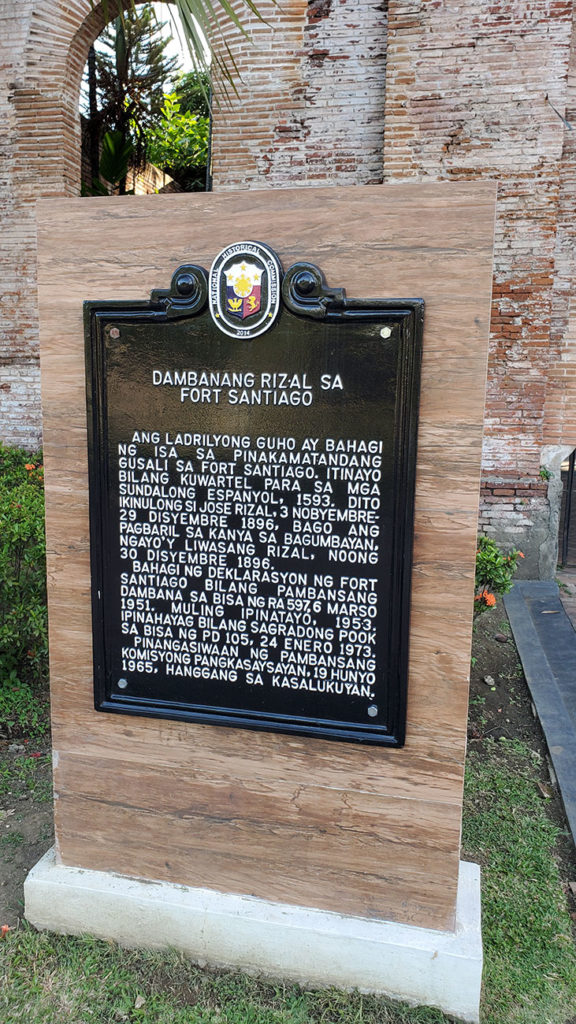 NATIONAL HISTORICAL COMMISSION
2014
DAMBANANG RIZAL SA
FORT SANTIAGO
ANG LADRILYONG GUHO AY BAHAGI
NG ISA SA PINAKAMATANDANG
GUSALI SA FORT SANTIAGO. ITINAYO
BILANG KUWARTEL PARA SA MGA
SUNDALONG ESPANYOL, 1593. DITO
IKINULONG SI JOSE RIZAL, 3 NOBYEMBRE-
29 DISYEMBRE 1896, BAGO ANG
PAGBARIL SA KANYA SA BAGUMBAYAN,
NGAYO'Y LIWASANG RIZAL, NOONG
30 DISYEMBRE 1896.
BAHAGI NG DEKLARASYON NG FORT
SANTIAGO BILANG PAMBANSANG
DAMBANA SA BISA NG RA 597, 6 MARSO
1951. MULING IPINATAYO, 1953.
IPINAHAYAG BILANG SAGRADONG POOK
SA BISA NG PD 105, 24 ENERO 1973.
PINANGASIWAAN NG PAMBANSANG
KOMISYONG PANGKASAYSAYAN, 19 HUNYO
1965, HANGGANG SA KASALUKUYAN.